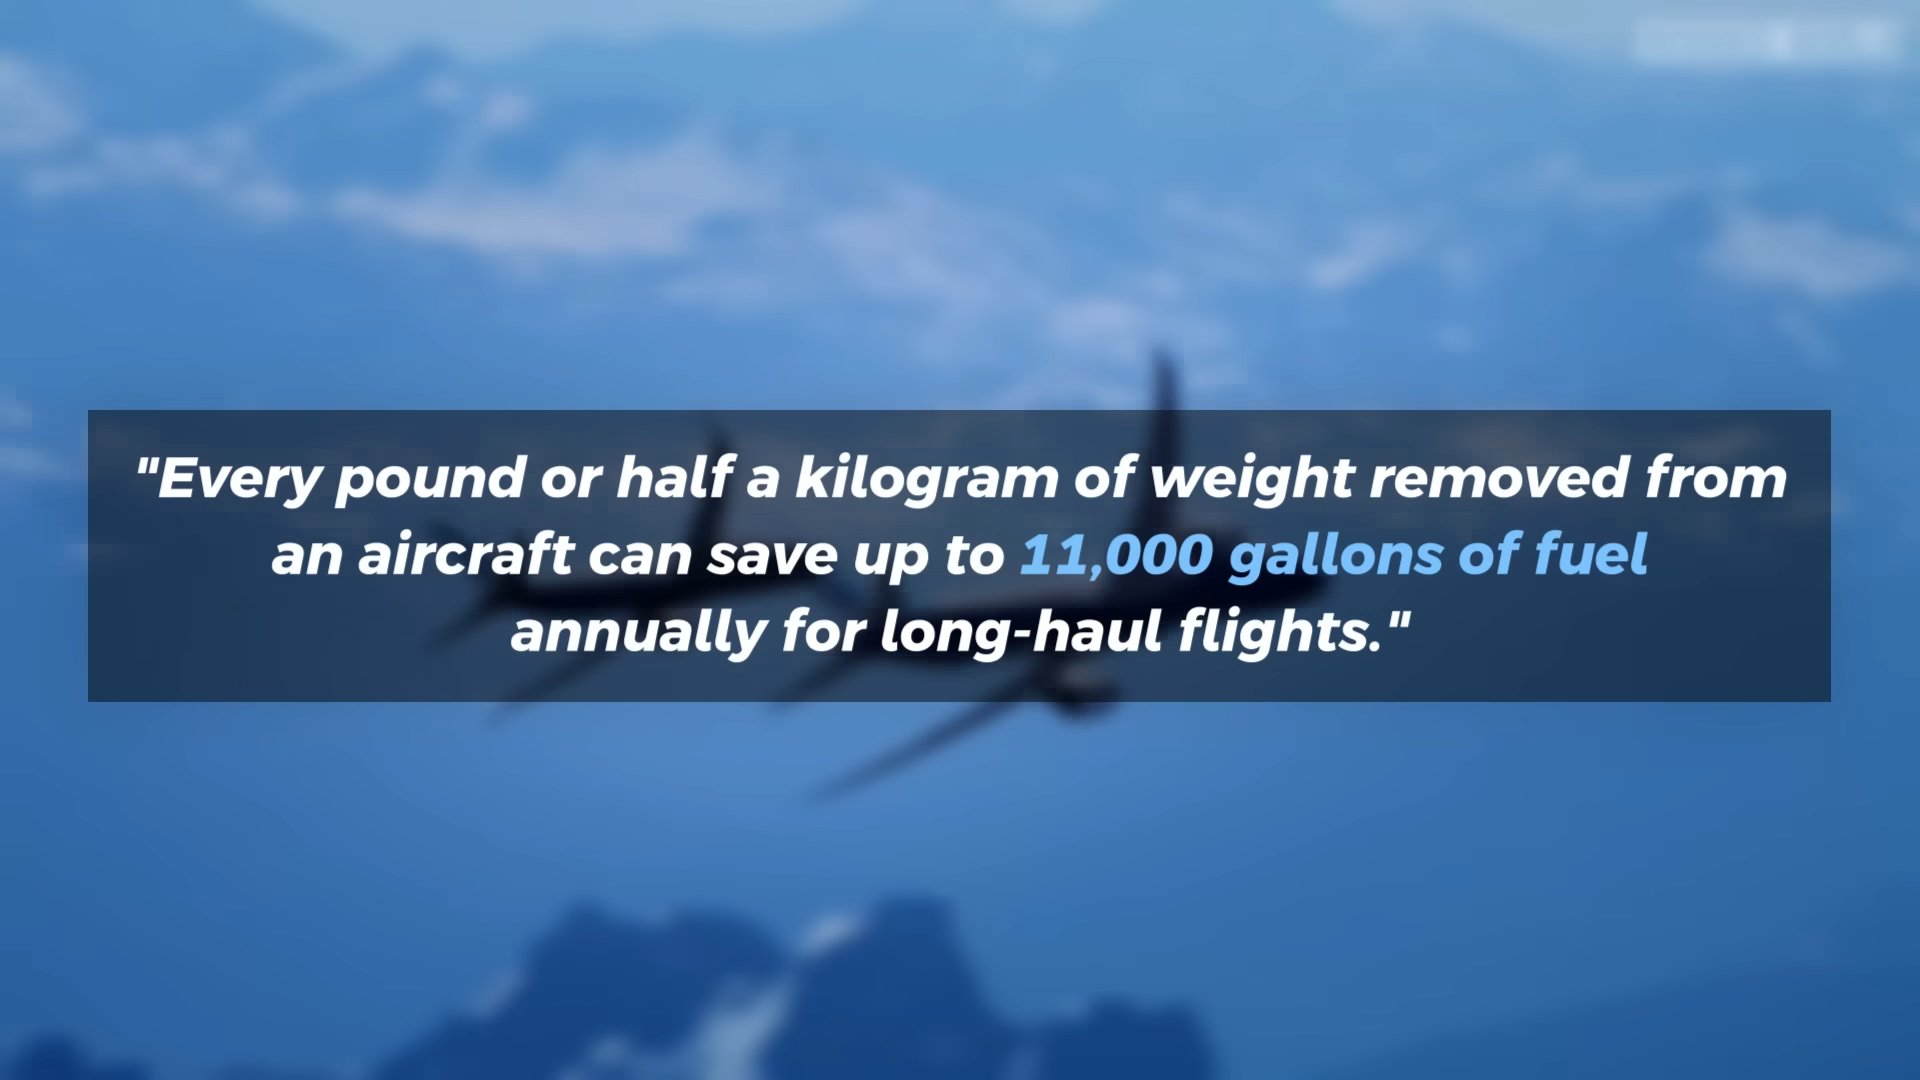 "Every pound or half a kilogram of weight removed from
an aircraft can save up to 11,000 gallons of fuel
annually for long-haul flights."